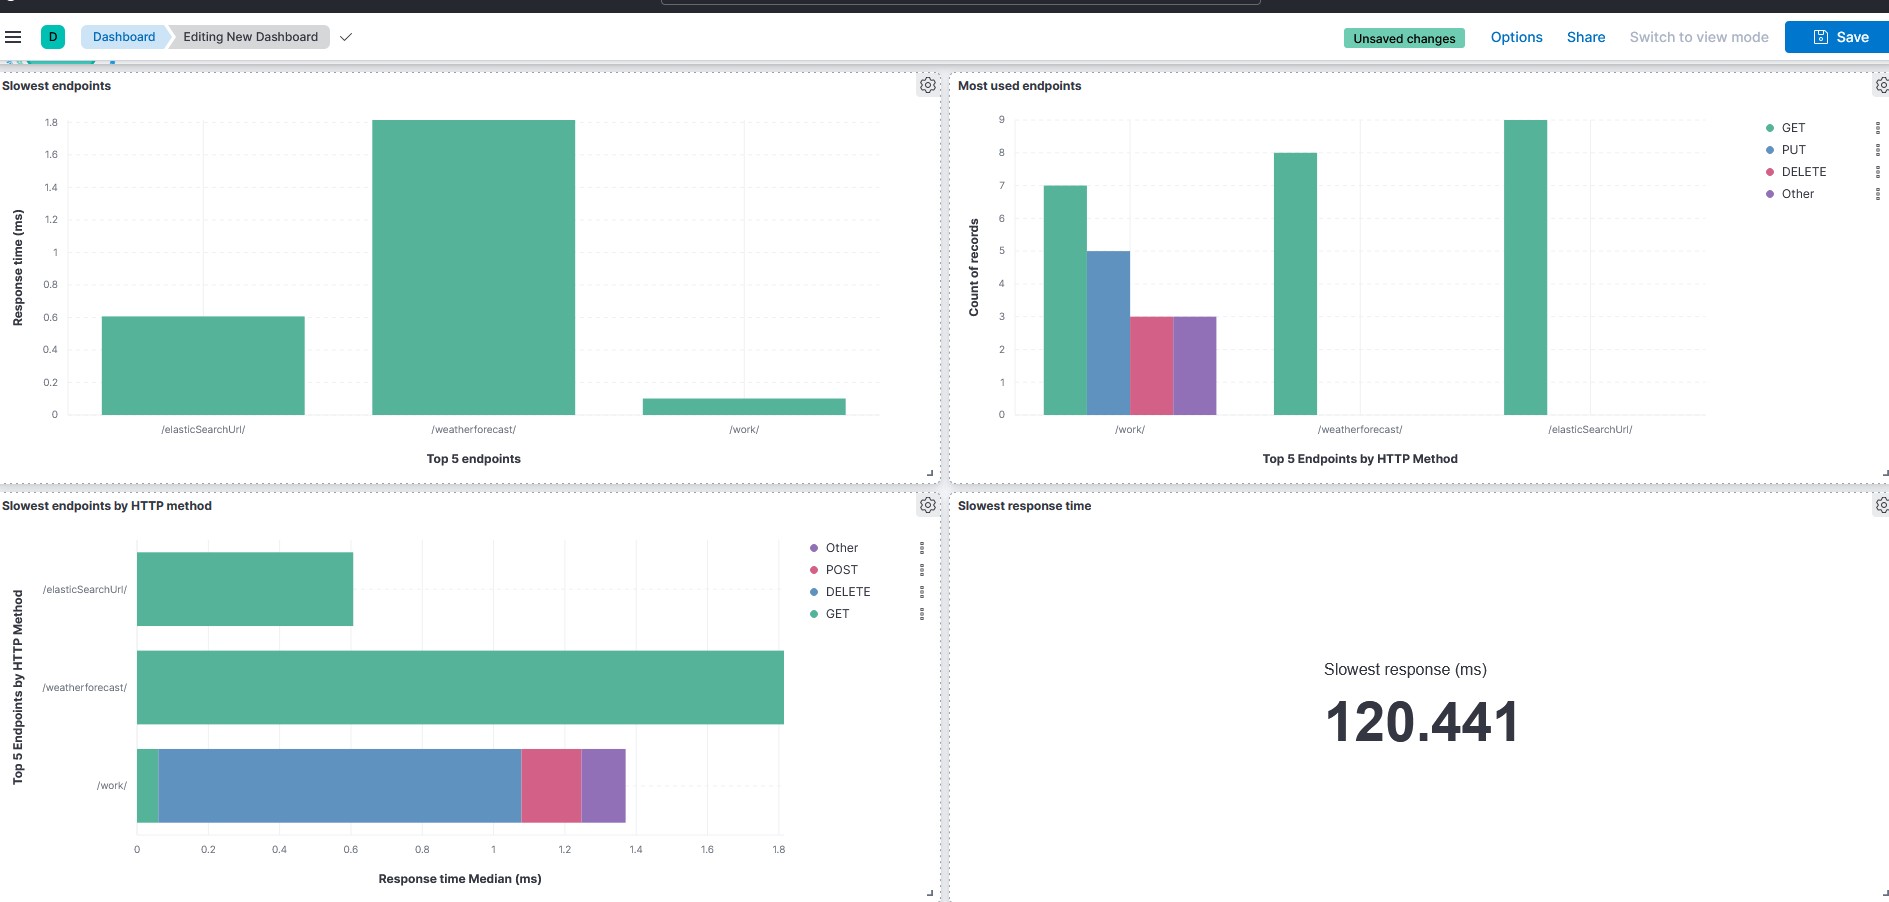 D
Dashboard
Editing New Dashboard
Unsaved changes
Options
Share
Switch to view mode
Save
Slowest endpoints
1.8
1.6
1.4
1.2
1
0.8
0.6
0.4
0.2
0
Response time (ms)
/elasticSearchUrl/
/weatherforecast/
/work/
Top 5 endpoints
Most used endpoints
9
8
7
6
5
4
3
2
1
0
Count of records
/work/
/weatherforecast/
/elasticSearchUrl/
Top 5 Endpoints by HTTP Method
GET
PUT
DELETE
Other
Slowest endpoints by HTTP method
Top 5 Endpoints by HTTP Method
/elasticSearchUrl/
/weatherforecast/
/work/
0
0.2
0.4
0.6
0.8
1
1.2
1.4
1.6
1.8
Response time Median (ms)
Other
POST
DELETE
GET
Slowest response time
Slowest response (ms)
120.441